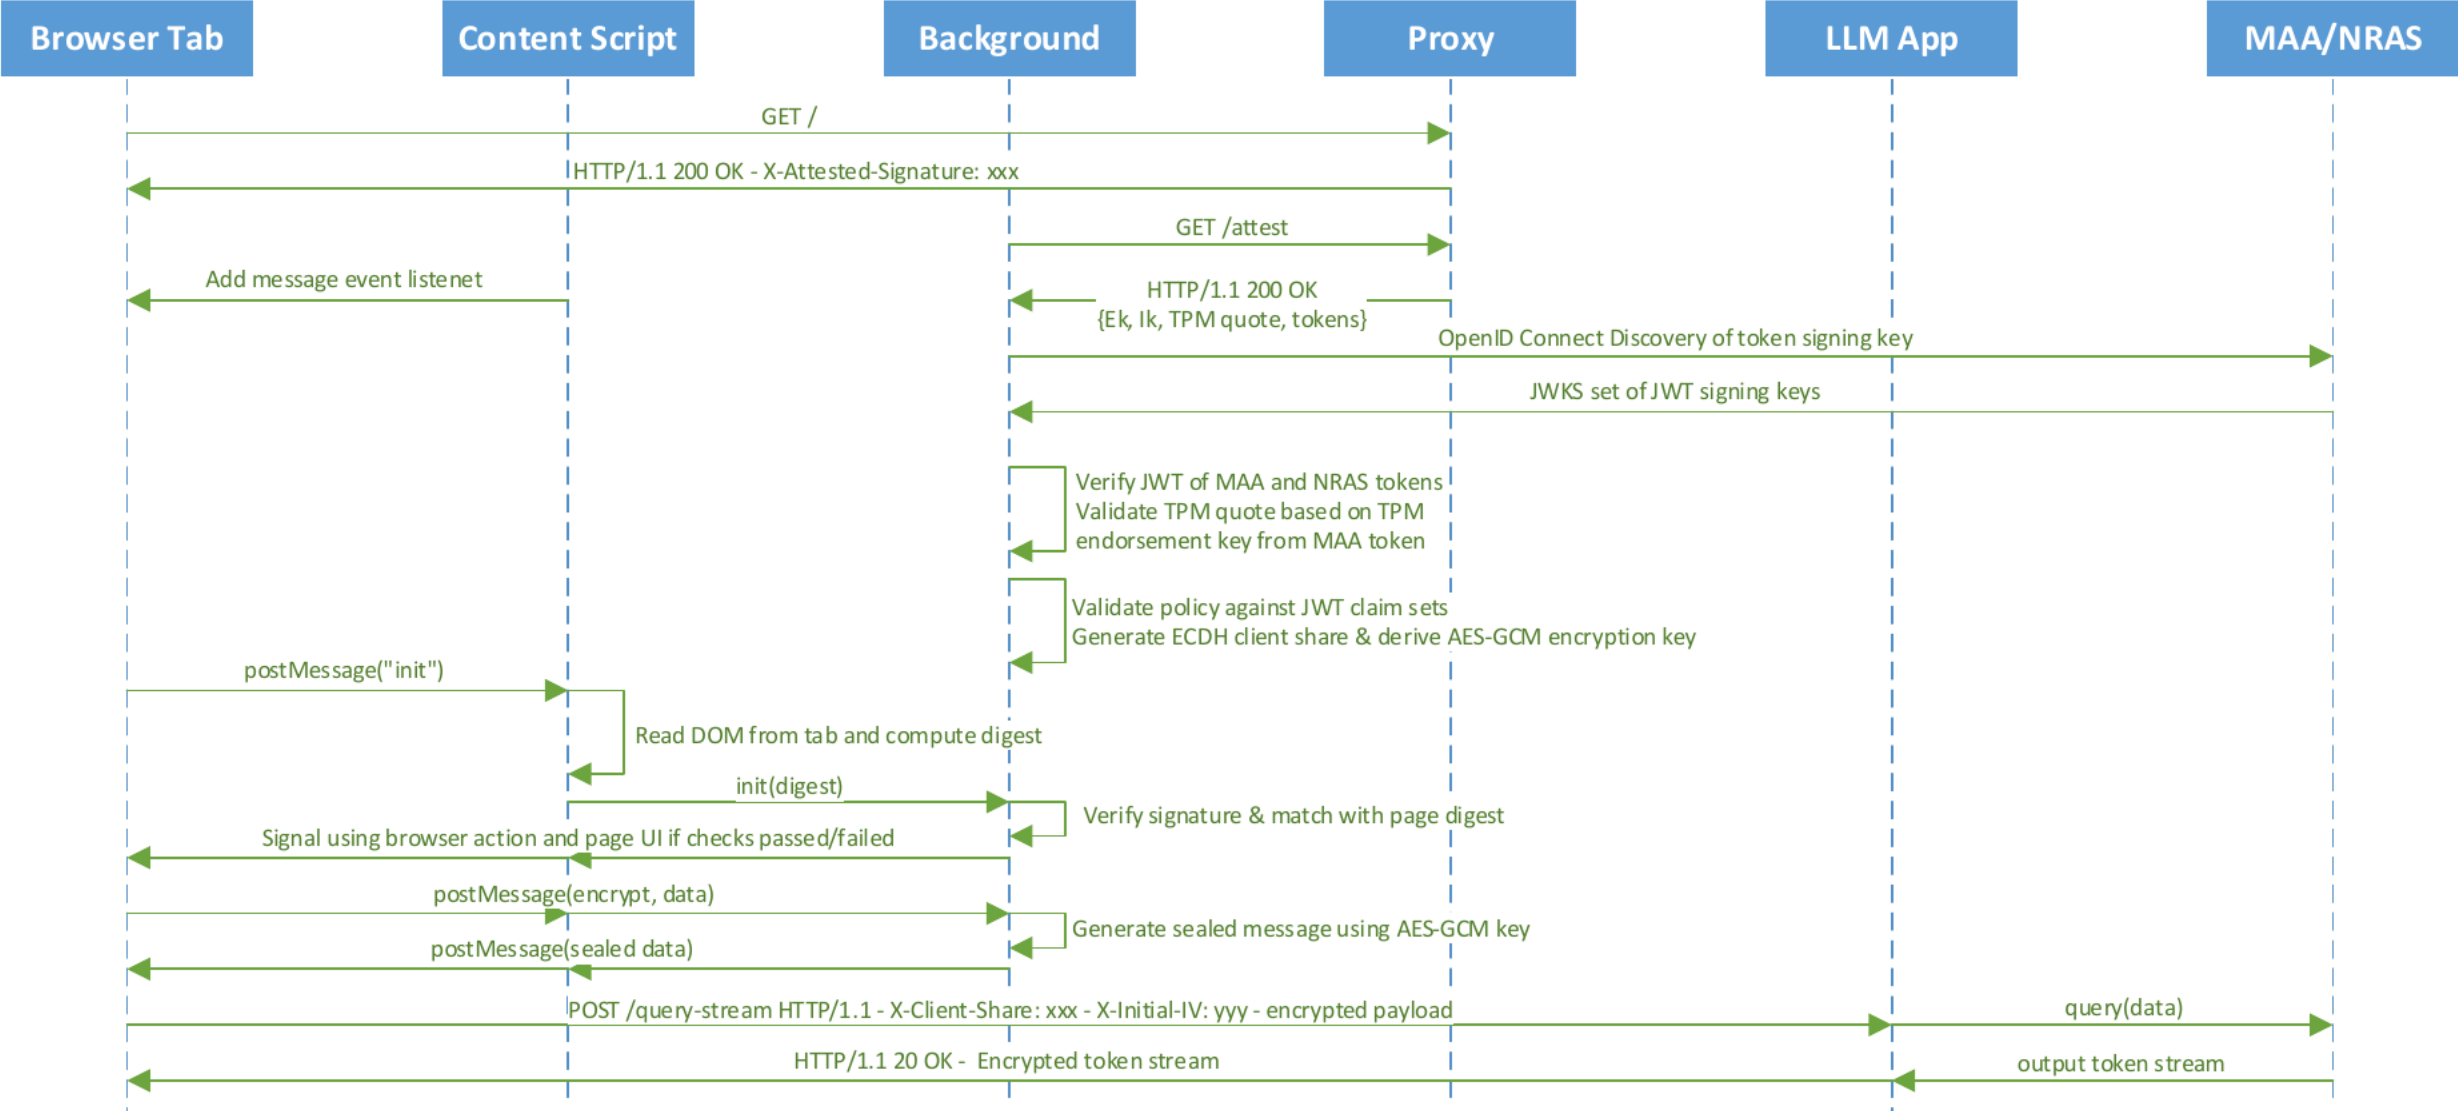 Browser Tab
Content Script
Background
Proxy
LLM App
MAA/NRAS
GET /
HTTP/1.1 200 OK - X-Attested-Signature: xxx
GET /attest
Add message event listenet
HTTP/1.1 200 OK
{Ek, Ik, TPM quote, tokens}
OpenID Connect Discovery of token signing key
JWKS set of JWT signing keys
Verify JWT of MAA and NRAS tokens
Validate TPM quote based on TPM
endorsement key from MAA token
Validate policy against JWT claim sets
Generate ECDH client share & derive AES-GCM encryption key
postMessage("init")
Read DOM from tab and compute digest
init(digest)
Verify signature & match with page digest
Signal using browser action and page UI if checks passed/failed
postMessage(encrypt, data)
Generate sealed message using AES-GCM key
postMessage(sealed data)
POST /query-stream HTTP/1.1 - X-Client-Share: xxx - X-Initial-IV: yyy - encrypted payload
query(data)
HTTP/1.1 20 OK - Encrypted token stream
output token stream